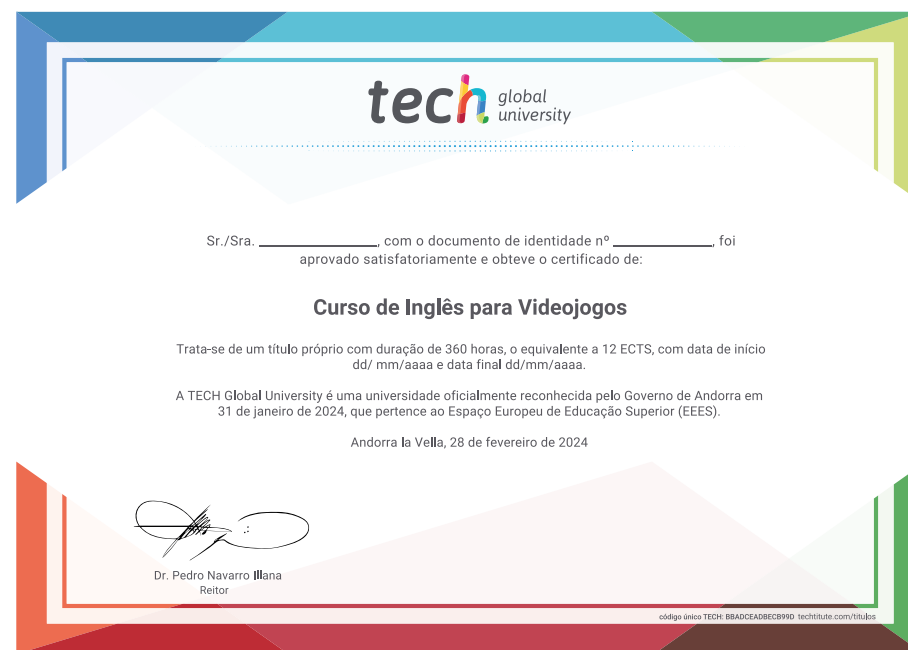 tech global university
Sr./Sra. ________________, com o documento de identidade nº _____________, foi
aprovado satisfatoriamente e obteve o certificado de:
Curso de Inglês para Videojogos
Trata-se de um título próprio com duração de 360 horas, o equivalente a 12 ECTS, com data de início
dd/ mm/aaaa e data final dd/mm/aaaa.
A TECH Global University é uma universidade oficialmente reconhecida pelo Governo de Andorra em
31 de janeiro de 2024, que pertence ao Espaço Europeu de Educação Superior (EEES).
Andorra la Vella, 28 de fevereiro de 2024
Dr. Pedro Navarro Illana
Reitor
código único TECH: BBADCEADBECB99D techtitute.com/titulos